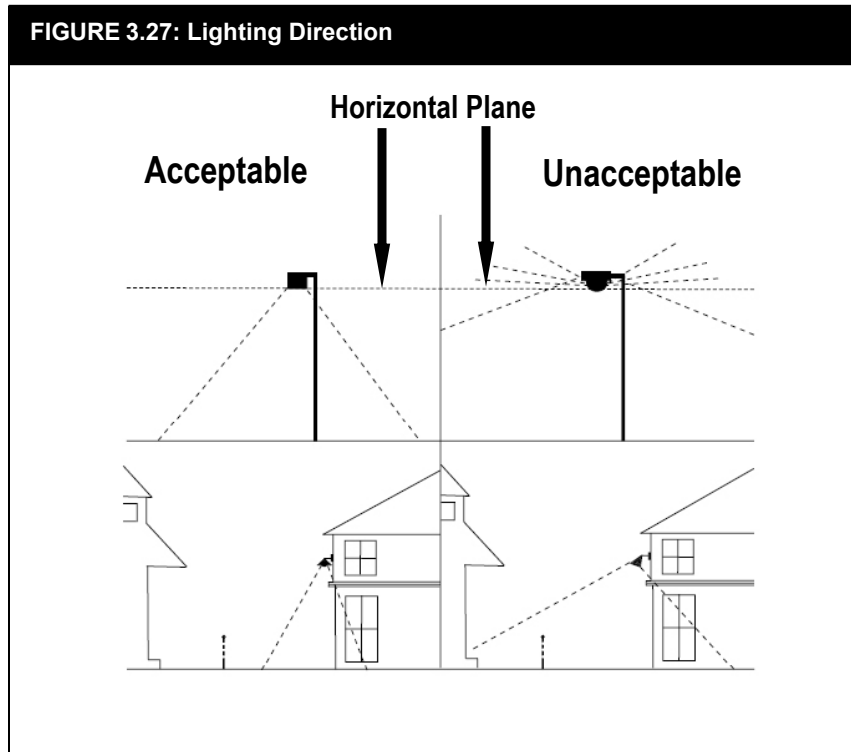 FIGURE 3.27: Lighting Direction
Horizontal Plane
Acceptable
Unacceptable